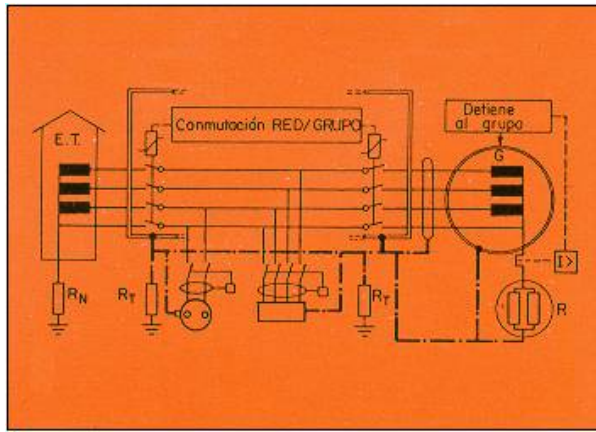 E.T.
Conmutación RED/GRUPO
Detiene
al grupo
G
I>
RN
RT
RT
R